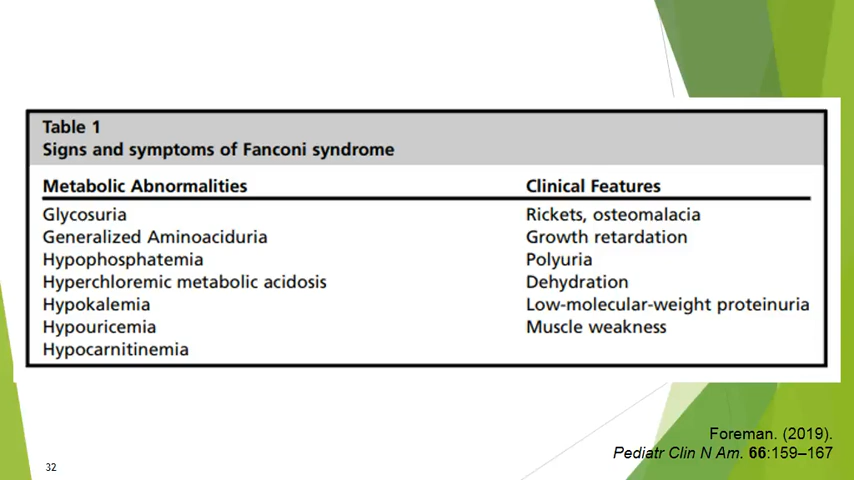 Table 1
Signs and symptoms of Fanconi syndrome
Metabolic Abnormalities Clinical Features
Glycosuria Rickets, osteomalacia
Generalized Aminoaciduria Growth retardation
Hypophosphatemia Polyuria
Hyperchloremic metabolic acidosis Dehydration
Hypokalemia Low-molecular-weight proteinuria
Hypouricemia Muscle weakness
Hypocarnitinemia
Foreman. (2019).
Pediatr Clin N Am. 66:159–167
32